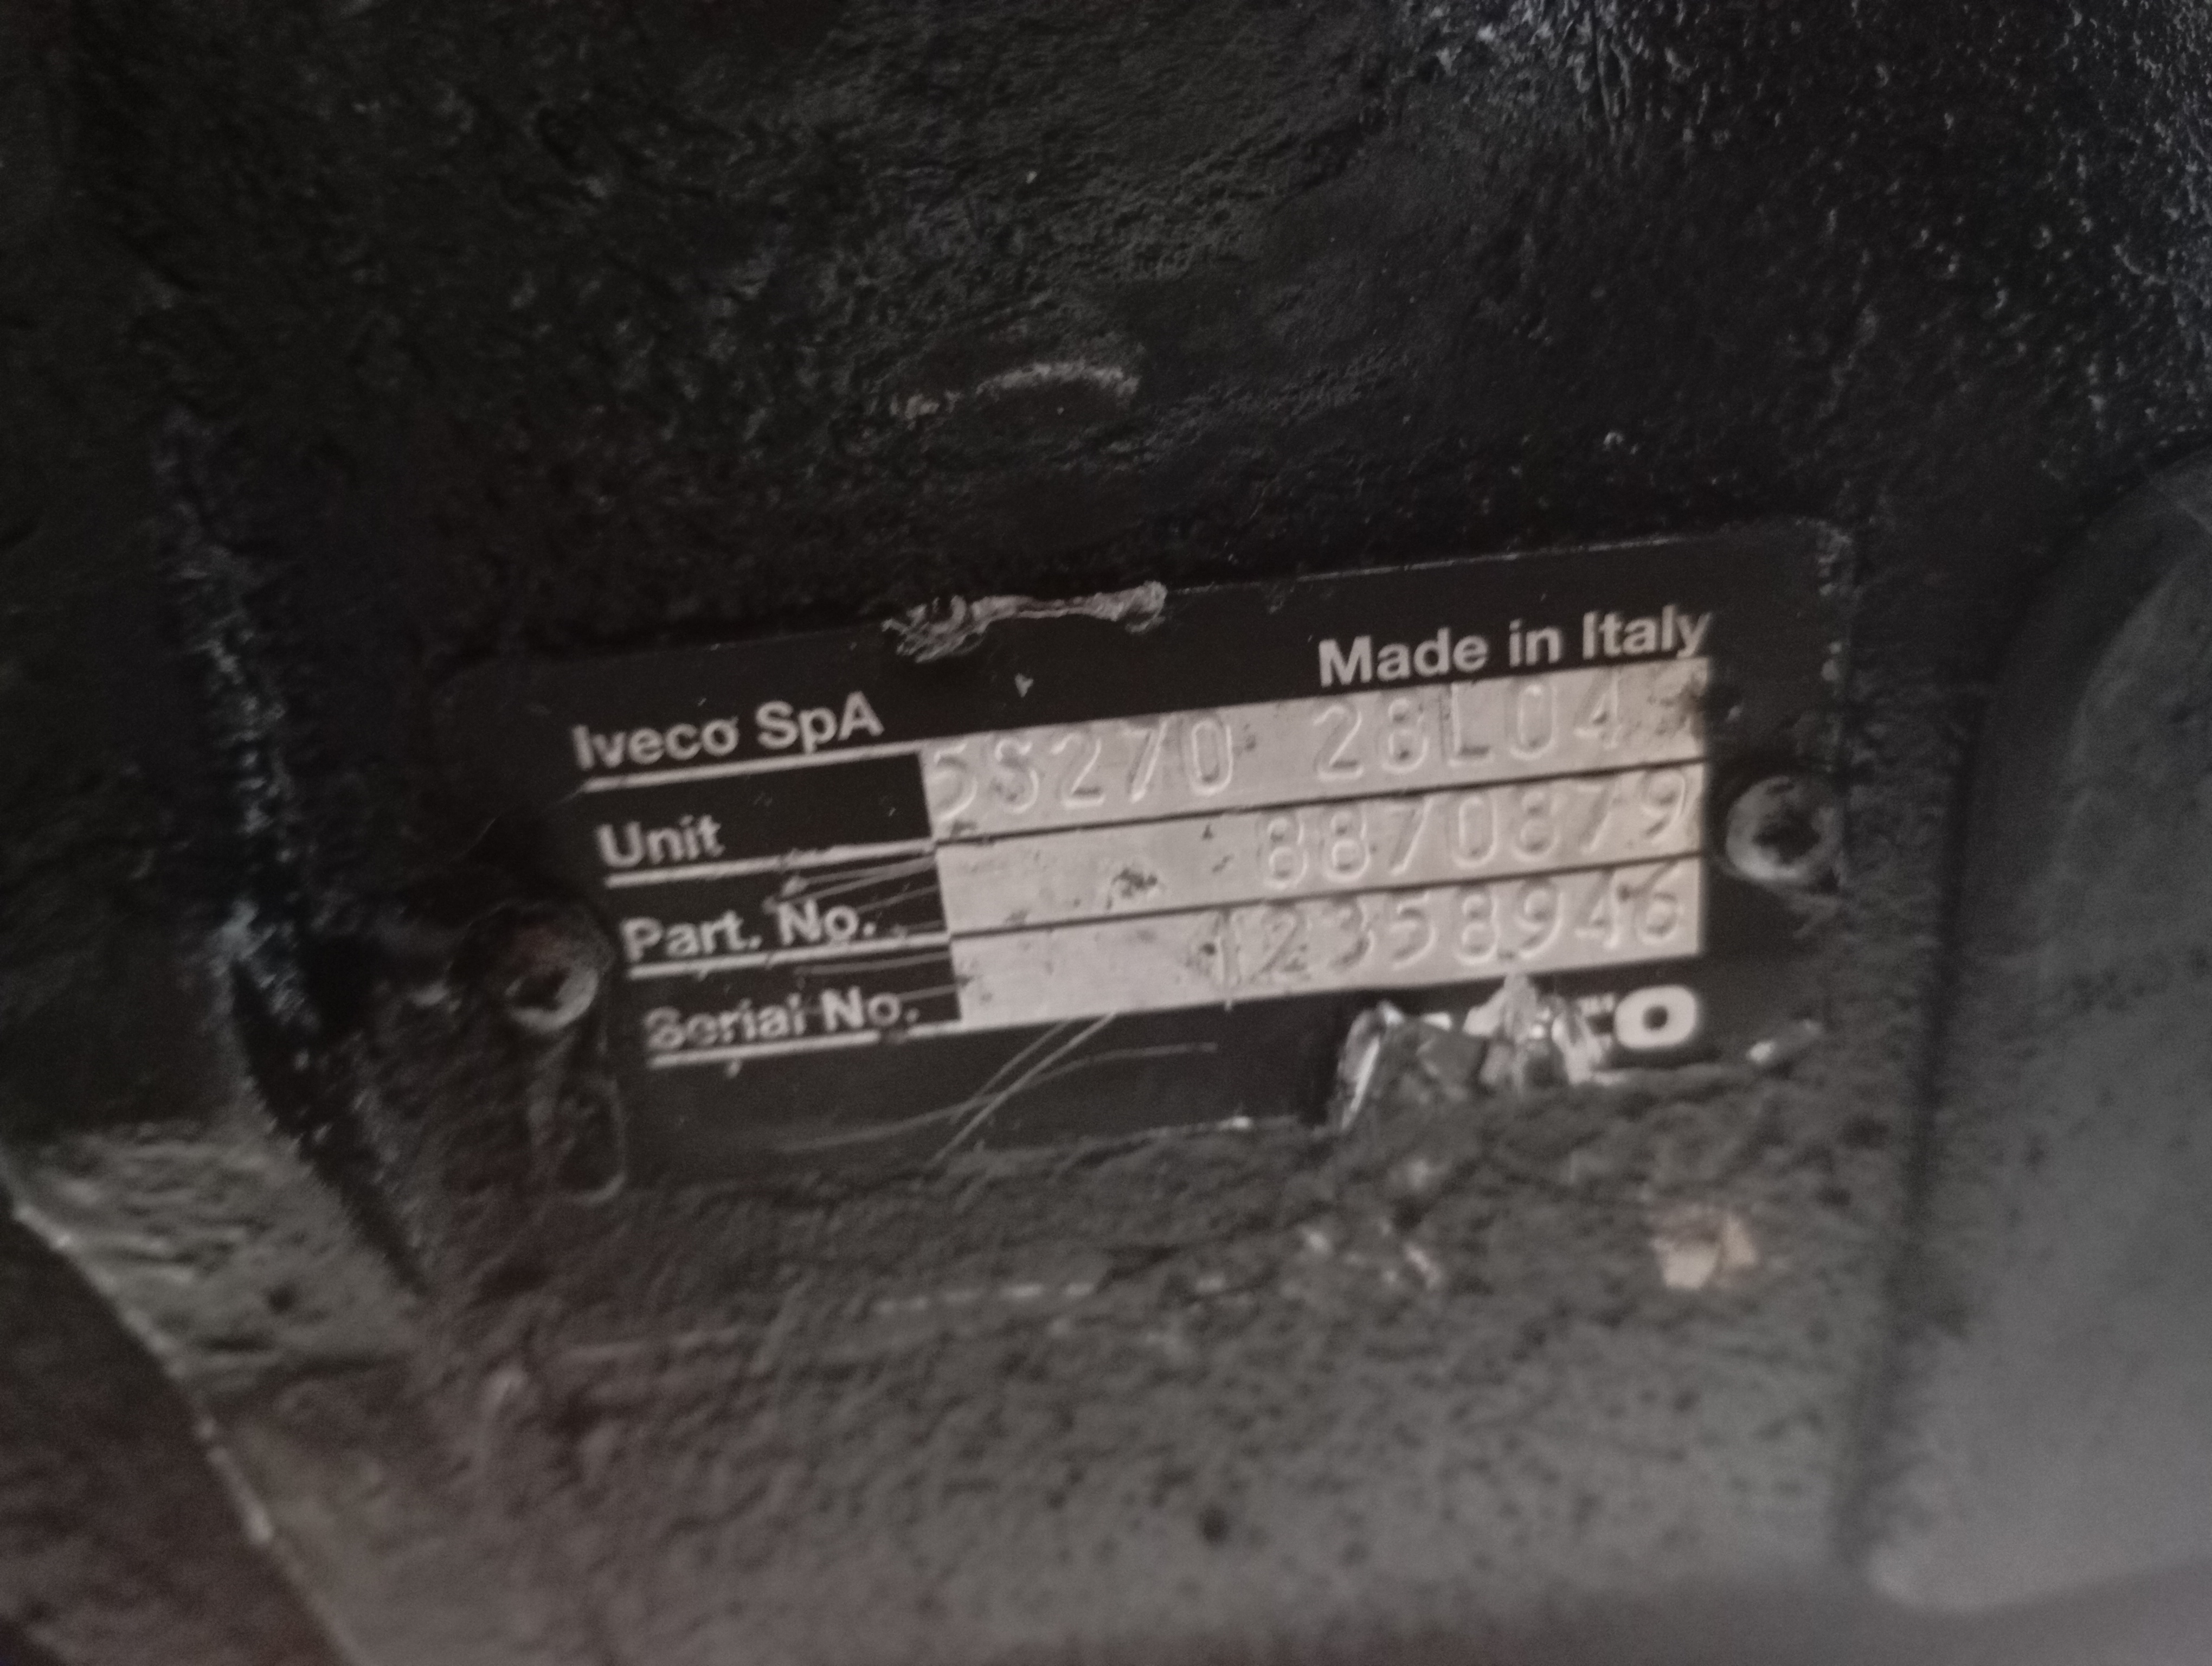 Made in Italy
Iveco SpA
Unit 5S270 28L04
Part. No. 8870879
Serial No. 42358946